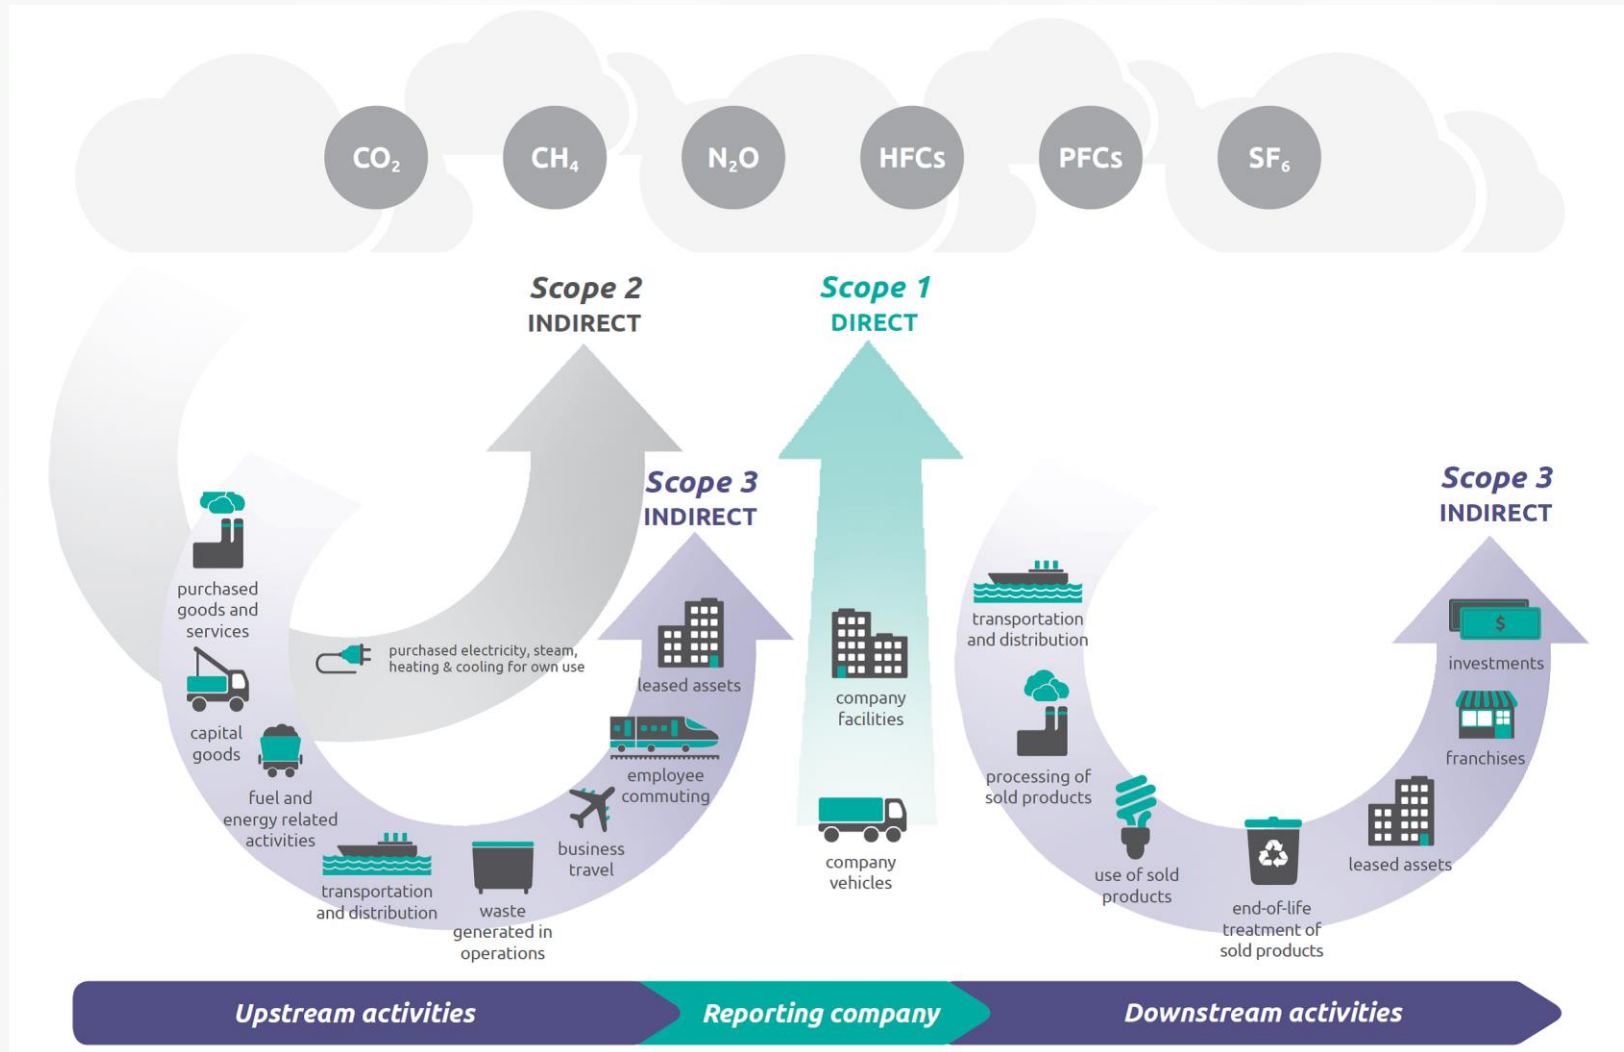 CO₂
CH₄
N₂O
HFCs
PFCs
SF₆
Scope 2
INDIRECT
Scope 1
DIRECT
Scope 3
INDIRECT
Scope 3
INDIRECT
purchased
goods and
services
capital
goods
fuel and
energy related
activities
transportation
and distribution
waste
generated in
operations
business
travel
employee
commuting
leased assets
purchased electricity, steam,
heating & cooling for own use
company
facilities
company
vehicles
transportation
and distribution
processing of
sold products
use of sold
products
end-of-life
treatment of
sold products
leased assets
franchises
investments
$
Upstream activities
Reporting company
Downstream activities